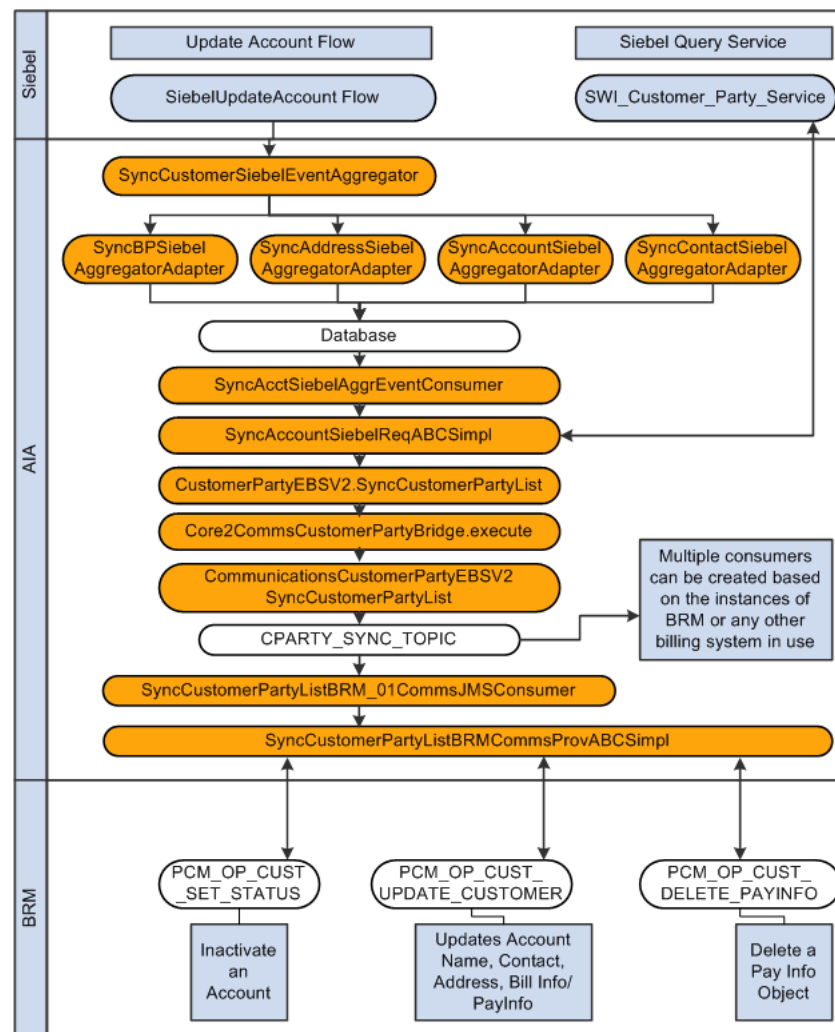 Siebel
Update Account Flow
Siebel Query Service
SiebelUpdateAccount Flow
SWI_Customer_Party_Service
AIA
SyncCustomerSiebelEventAggregator
SyncBPSiebel
AggregatorAdapter
SyncAddressSiebel
AggregatorAdapter
SyncAccountSiebel
AggregatorAdapter
SyncContactSiebel
AggregatorAdapter
Database
SyncAcctSiebelAggrEventConsumer
SyncAccountSiebelReqABCSimpl
CustomerPartyEBSV2.SyncCustomerPartyList
Core2CommsCustomerPartyBridge.execute
CommunicationsCustomerPartyEBSV2
SyncCustomerPartyList
CPARTY_SYNC_TOPIC
Multiple consumers
can be created based
on the instances of
BRM or any other
billing system in use
SyncCustomerPartyListBRM_01CommsJMSConsumer
SyncCustomerPartyListBRMCommsProvABCSimpl
BRM
PCM_OP_CUST
_SET_STATUS
PCM_OP_CUST_
UPDATE_CUSTOMER
PCM_OP_CUST_
DELETE_PAYINFO
Inactivate
an
Account
Updates Account
Name, Contact,
Address, Bill Info/
PayInfo
Delete a
Pay Info
Object